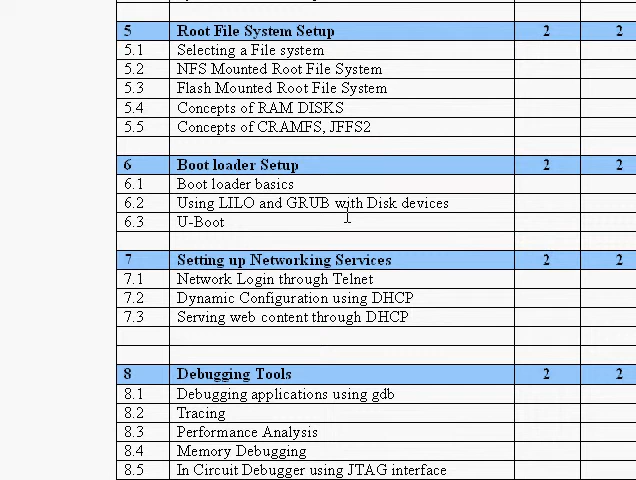 5 Root File System Setup 2 2
5.1 Selecting a File system
5.2 NFS Mounted Root File System
5.3 Flash Mounted Root File System
5.4 Concepts of RAM DISKS
5.5 Concepts of CRAMFS, JFFS2
6 Boot loader Setup 2 2
6.1 Boot loader basics
6.2 Using LILO and GRUB with Disk devices
6.3 U-Boot
7 Setting up Networking Services 2 2
7.1 Network Login through Telnet
7.2 Dynamic Configuration using DHCP
7.3 Serving web content through DHCP
8 Debugging Tools 2 2
8.1 Debugging applications using gdb
8.2 Tracing
8.3 Performance Analysis
8.4 Memory Debugging
8.5 In Circuit Debugger using JTAG interface